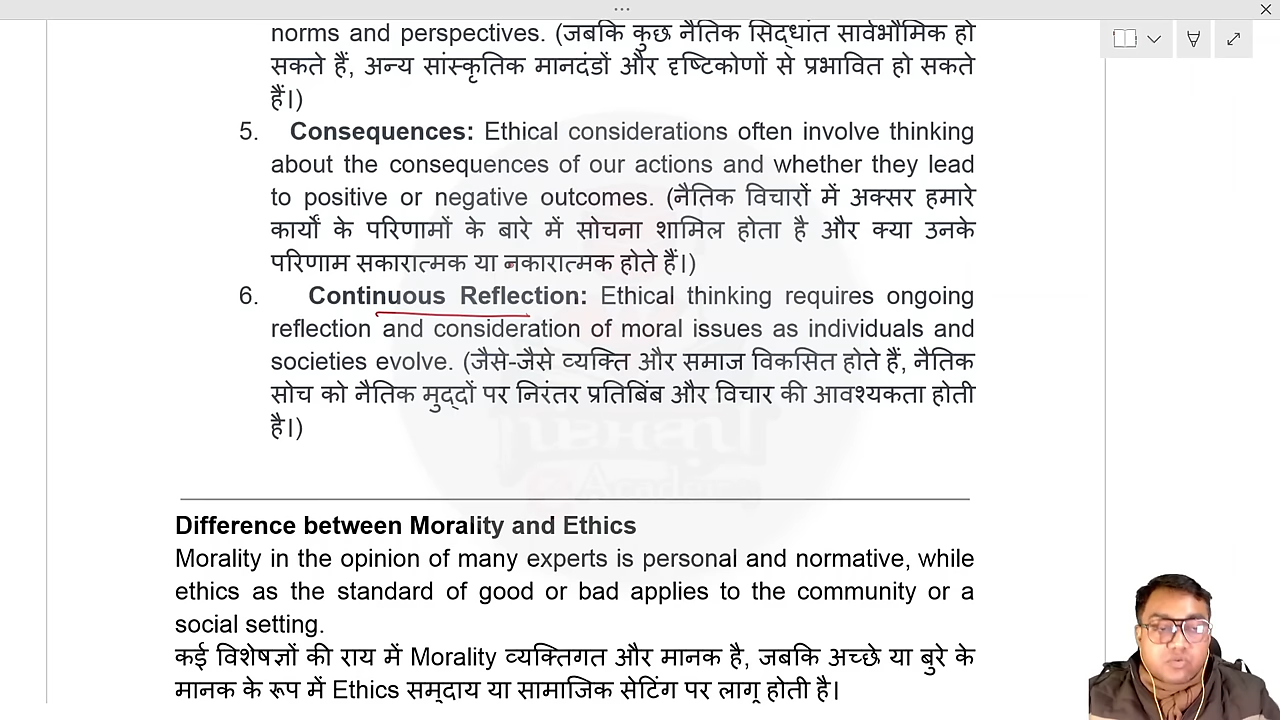 norms and perspectives. (जबकि कुछ नैतिक सिद्धांत सार्वभौमिक हो
सकते हैं, अन्य सांस्कृतिक मानदंडों और दृष्टिकोणों से प्रभावित हो सकते
हैं।)
5. Consequences: Ethical considerations often involve thinking
about the consequences of our actions and whether they lead
to positive or negative outcomes. (नैतिक विचारों में अक्सर हमारे
कार्यों के परिणामों के बारे में सोचना शामिल होता है और क्या उनके
परिणाम सकारात्मक या नकारात्मक होते हैं।)
6. Continuous Reflection: Ethical thinking requires ongoing
reflection and consideration of moral issues as individuals and
societies evolve. (जैसे-जैसे व्यक्ति और समाज विकसित होते हैं, नैतिक
सोच को नैतिक मुद्दों पर निरंतर प्रतिबिंब और विचार की आवश्यकता होती
है।)
Academy
Difference between Morality and Ethics
Morality in the opinion of many experts is personal and normative, while
ethics as the standard of good or bad applies to the community or a
social setting.
कई विशेषज्ञों की राय में Morality व्यक्तिगत और मानक है, जबकि अच्छे या बुरे के
मानक के रूप में Ethics समुदाय या सामाजिक सेटिंग पर लागू होती है।